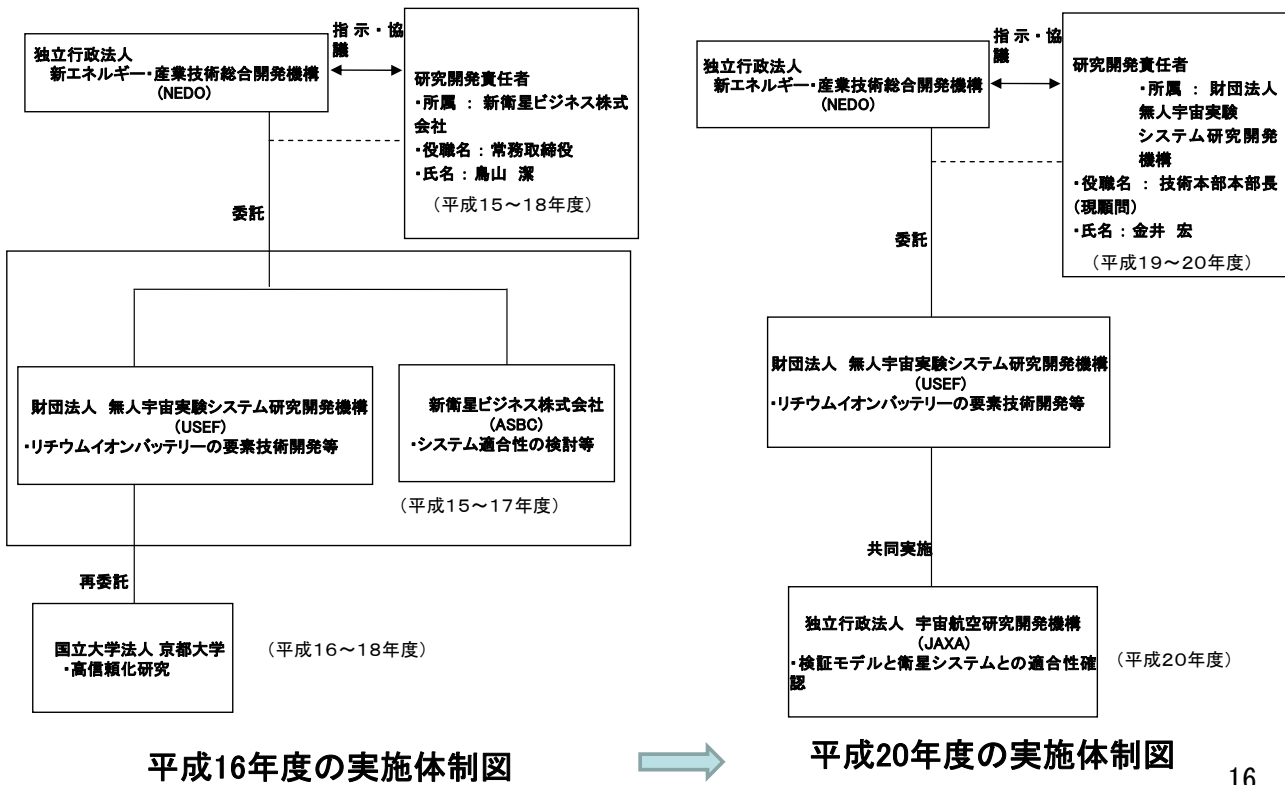 独立行政法人
新エネルギー・産業技術総合開発機構
(NEDO)
指示・協
議
研究開発責任者
・所属 : 新衛星ビジネス株式
会社
・役職名 : 常務取締役
・氏名 : 鳥山 潔
(平成15~18年度)
委託
財団法人 無人宇宙実験システム研究開発機構
(USEF)
・リチウムイオンバッテリーの要素技術開発等
新衛星ビジネス株式会社
(ASBC)
・システム適合性の検討等
(平成15~17年度)
再委託
国立大学法人 京都大学
・高信頼化研究
(平成16~18年度)
平成16年度の実施体制図
独立行政法人
新エネルギー・産業技術総合開発機構
(NEDO)
指示・協
議
研究開発責任者
・所属 : 財団法人
無人宇宙実験
システム研究開発
機構
・役職名 : 技術本部本部長
(現顧問)
・氏名 : 金井 宏
(平成19~20年度)
委託
財団法人 無人宇宙実験システム研究開発機構
(USEF)
・リチウムイオンバッテリーの要素技術開発等
共同実施
独立行政法人 宇宙航空研究開発機構
(JAXA)
・検証モデルと衛星システムとの適合性確
認
(平成20年度)
平成20年度の実施体制図
16